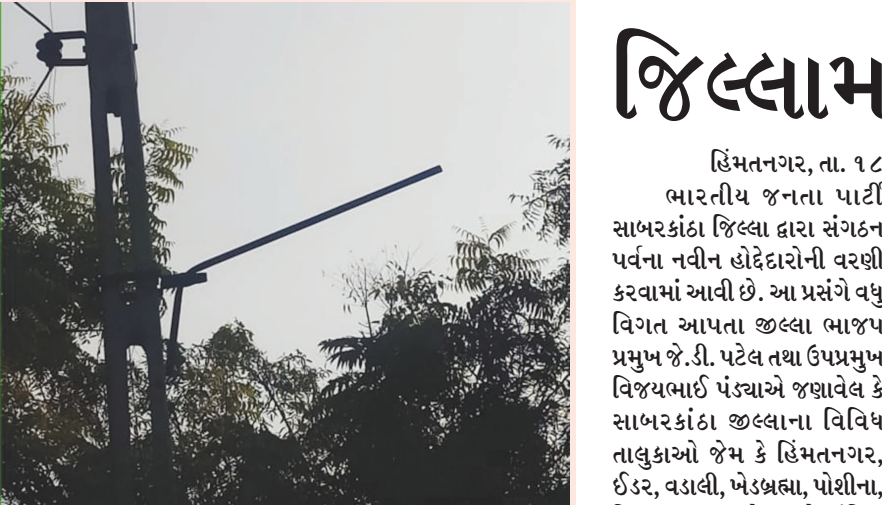 જિલ્લામ
હિંમતનગર, તા. ૧૮
ભારતીય જનતા પાર્ટી
સાબરકાંઠા જિલ્લા દ્વારા સંગઠન
પર્વના નવીન હોદ્દેદારોની વરણી
કરવામાં આવી છે. આ પ્રસંગે વધુ
વિગત આપતા જીલ્લા ભાજપ
પ્રમુખ જે.ડી. પટેલ તથા ઉપપ્રમુખ
વિજયભાઈ પંડ્યાએ જણાવેલ કે
સાબરકાંઠા જીલ્લાના વિવિધ
તાલુકાઓ જેમ કે હિંમતનગર,
ઈડર, વડાલી, ખેડબ્રહ્મા, પોશીના,